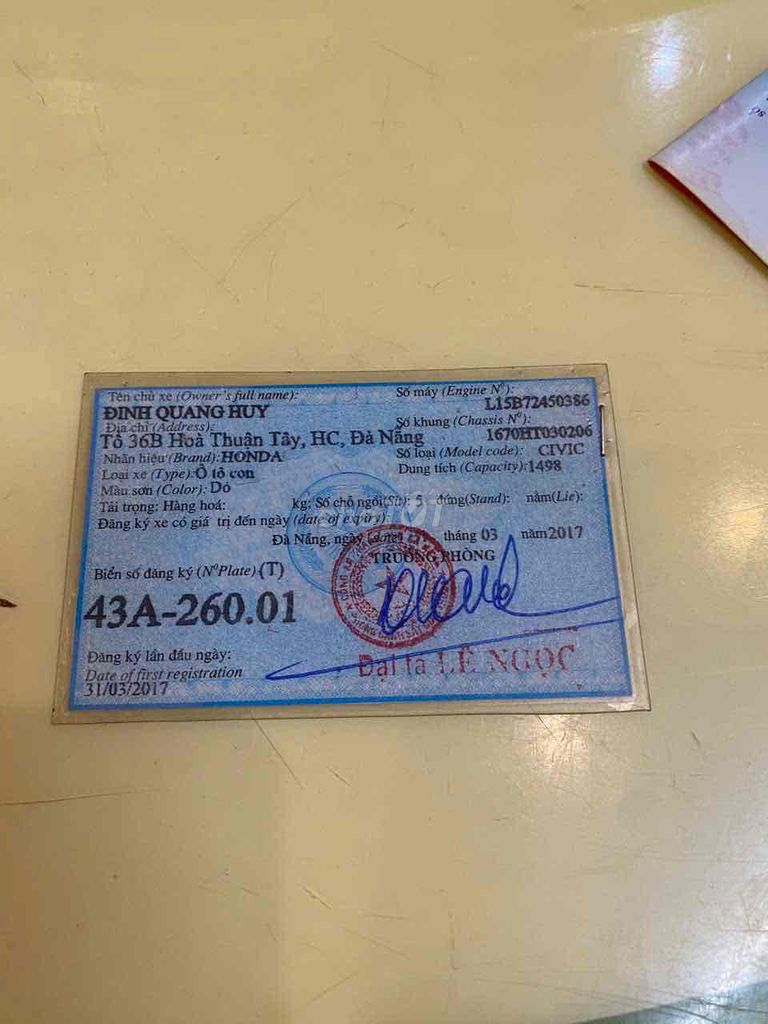 Tên chủ xe (Owner's full name):
ĐINH QUANG HUY
Địa chỉ (Address):
Tổ 36B Hoà Thuận Tây, HC, Đà Nẵng
Nhãn hiệu (Brand): HONDA
Loại xe (Type): Ô tô con
Màu sơn (Color): Đỏ
Số máy (Engine Nº):
L15B72450386
Số khung (Chassis Nº):
1670HT030206
Số loại (Model code): CIVIC
Dung tích (Capacity): 1498
Tải trọng: Hàng hoá: kg; Số chỗ ngồi(Sit): 5 đứng(Stand): nằm(Lie):
Đăng ký xe có giá trị đến ngày (date of expiry):
Đà Nẵng, ngày (date) tháng 03 năm2017
TRƯỞNG PHÒNG
Biển số đăng ký (NºPlate) (T)
43A-260.01
Đăng ký lần đầu ngày:
Date of first registration
31/03/2017
Đại tá LÊ NGỌC